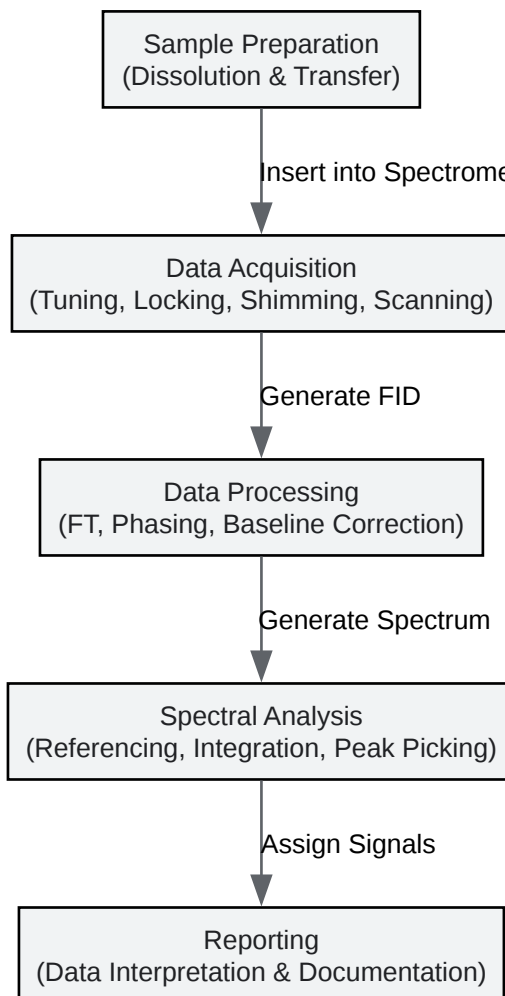 Sample Preparation
(Dissolution & Transfer)
Insert into Spectrome
Data Acquisition
(Tuning, Locking, Shimming, Scanning)
Generate FID
Data Processing
(FT, Phasing, Baseline Correction)
Generate Spectrum
Spectral Analysis
(Referencing, Integration, Peak Picking)
Assign Signals
Reporting
(Data Interpretation & Documentation)